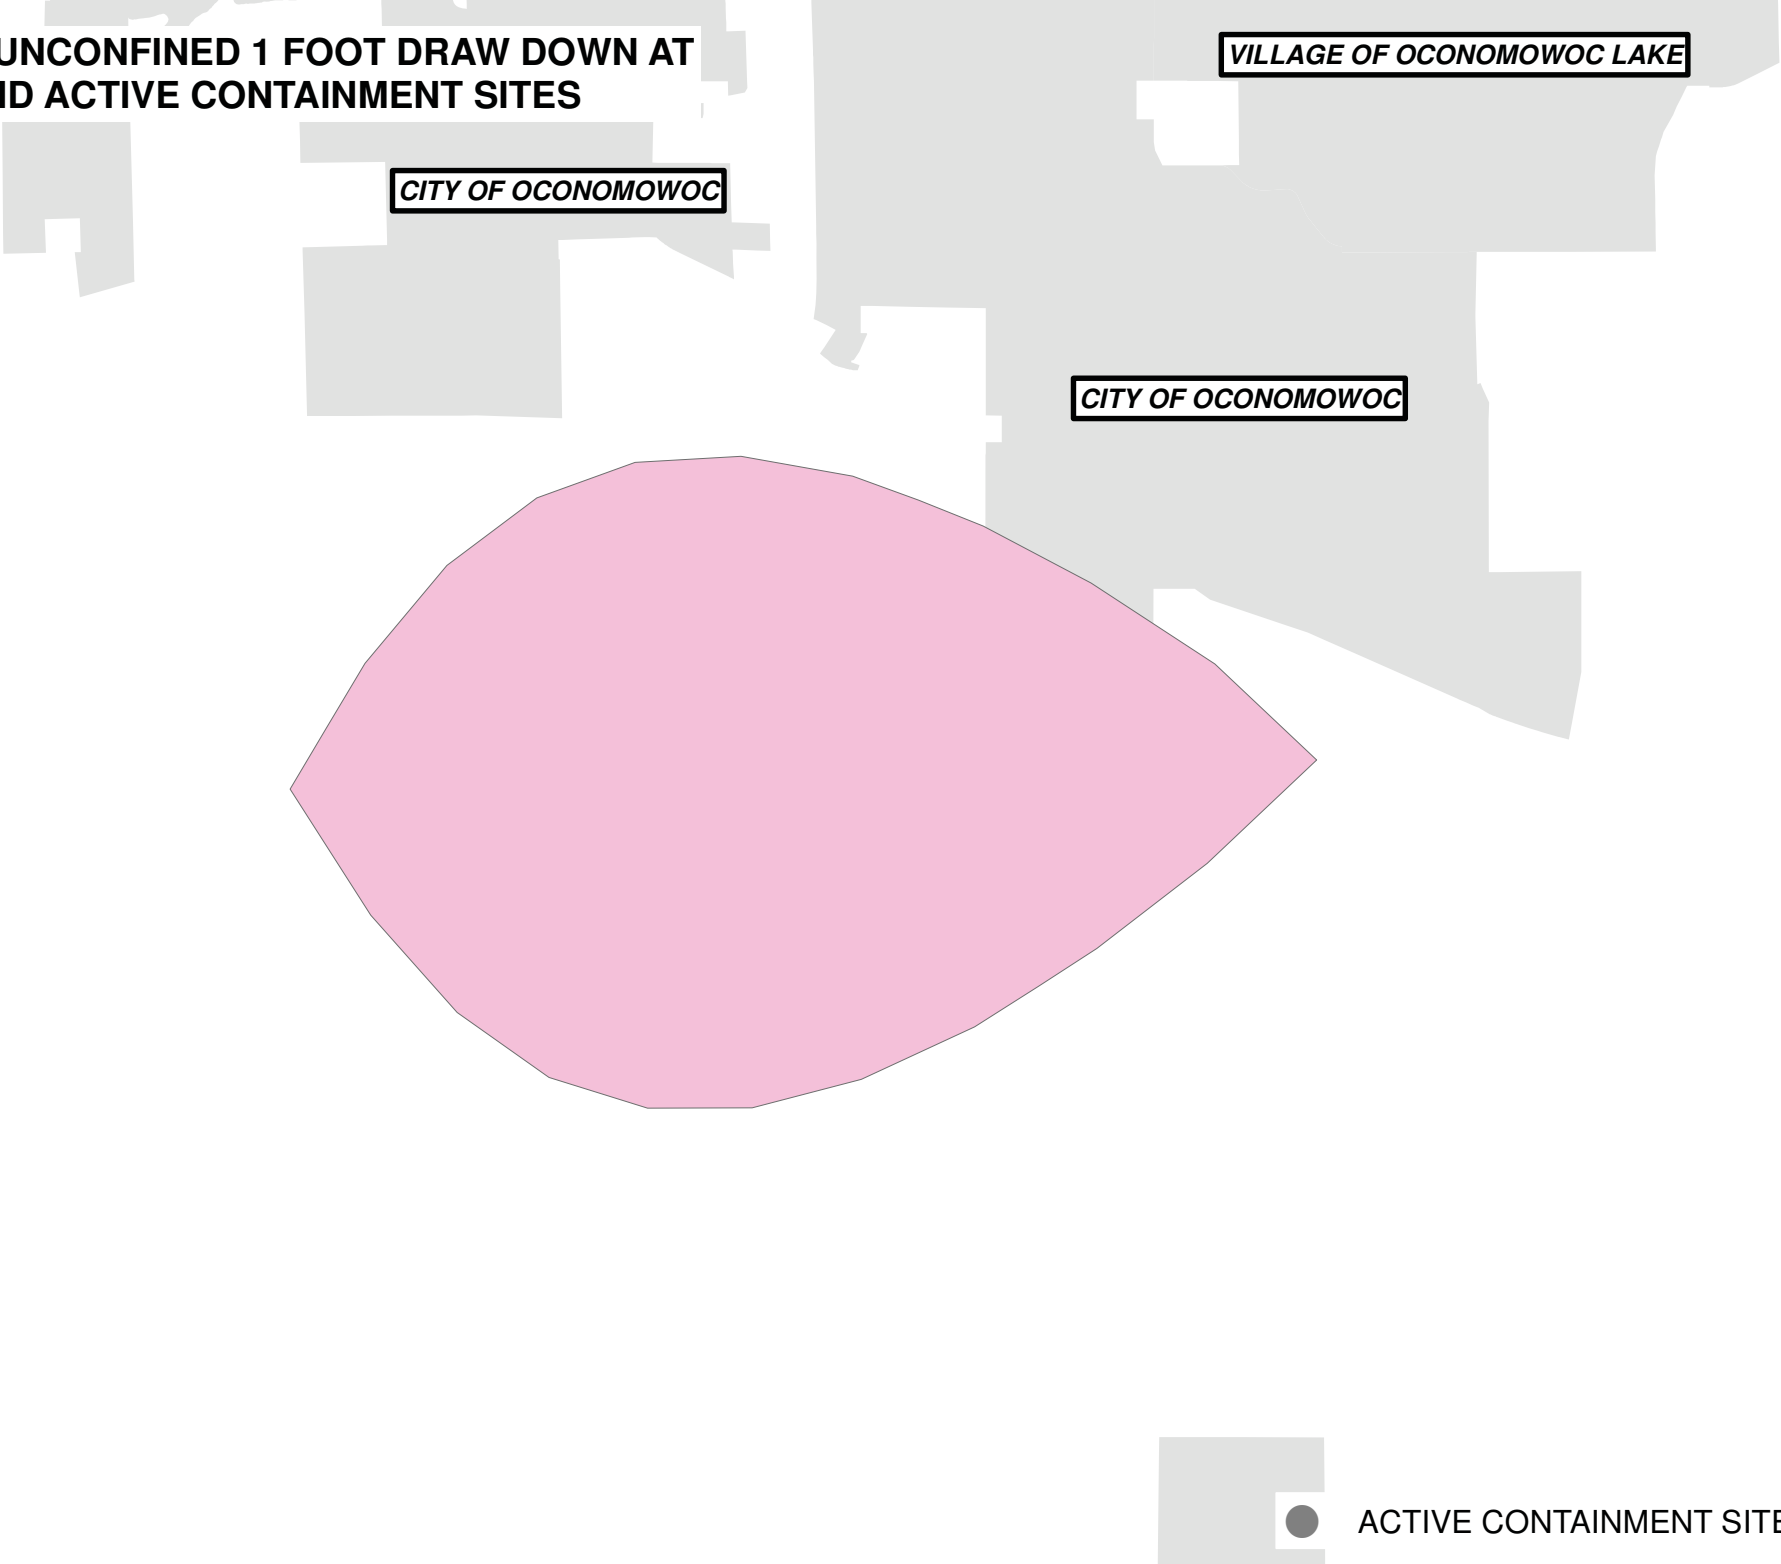 UNCONFINED 1 FOOT DRAW DOWN AT
ACTIVE CONTAINMENT SITES
VILLAGE OF OCONOMOWOC LAKE
CITY OF OCONOMOWOC
CITY OF OCONOMOWOC
ACTIVE CONTAINMENT SITE